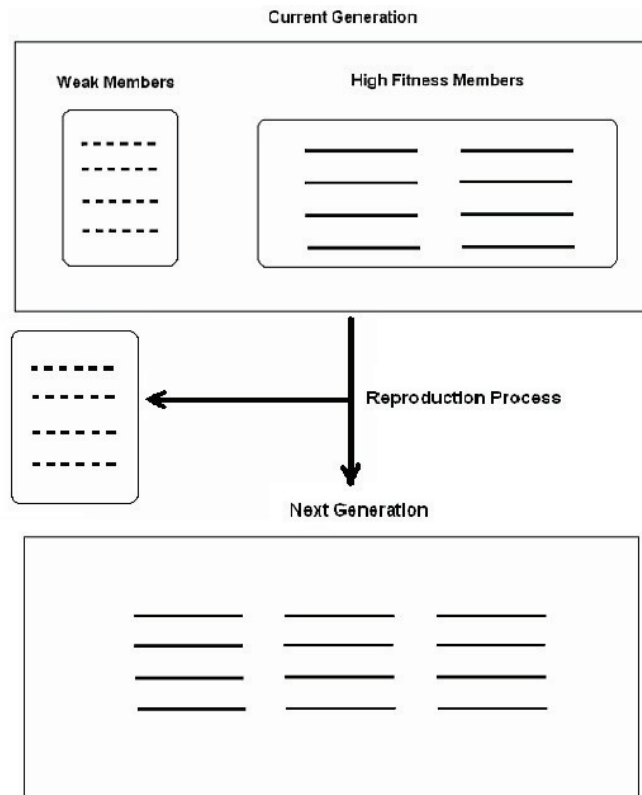 Current Generation
Weak Members
High Fitness Members
Reproduction Process
Next Generation